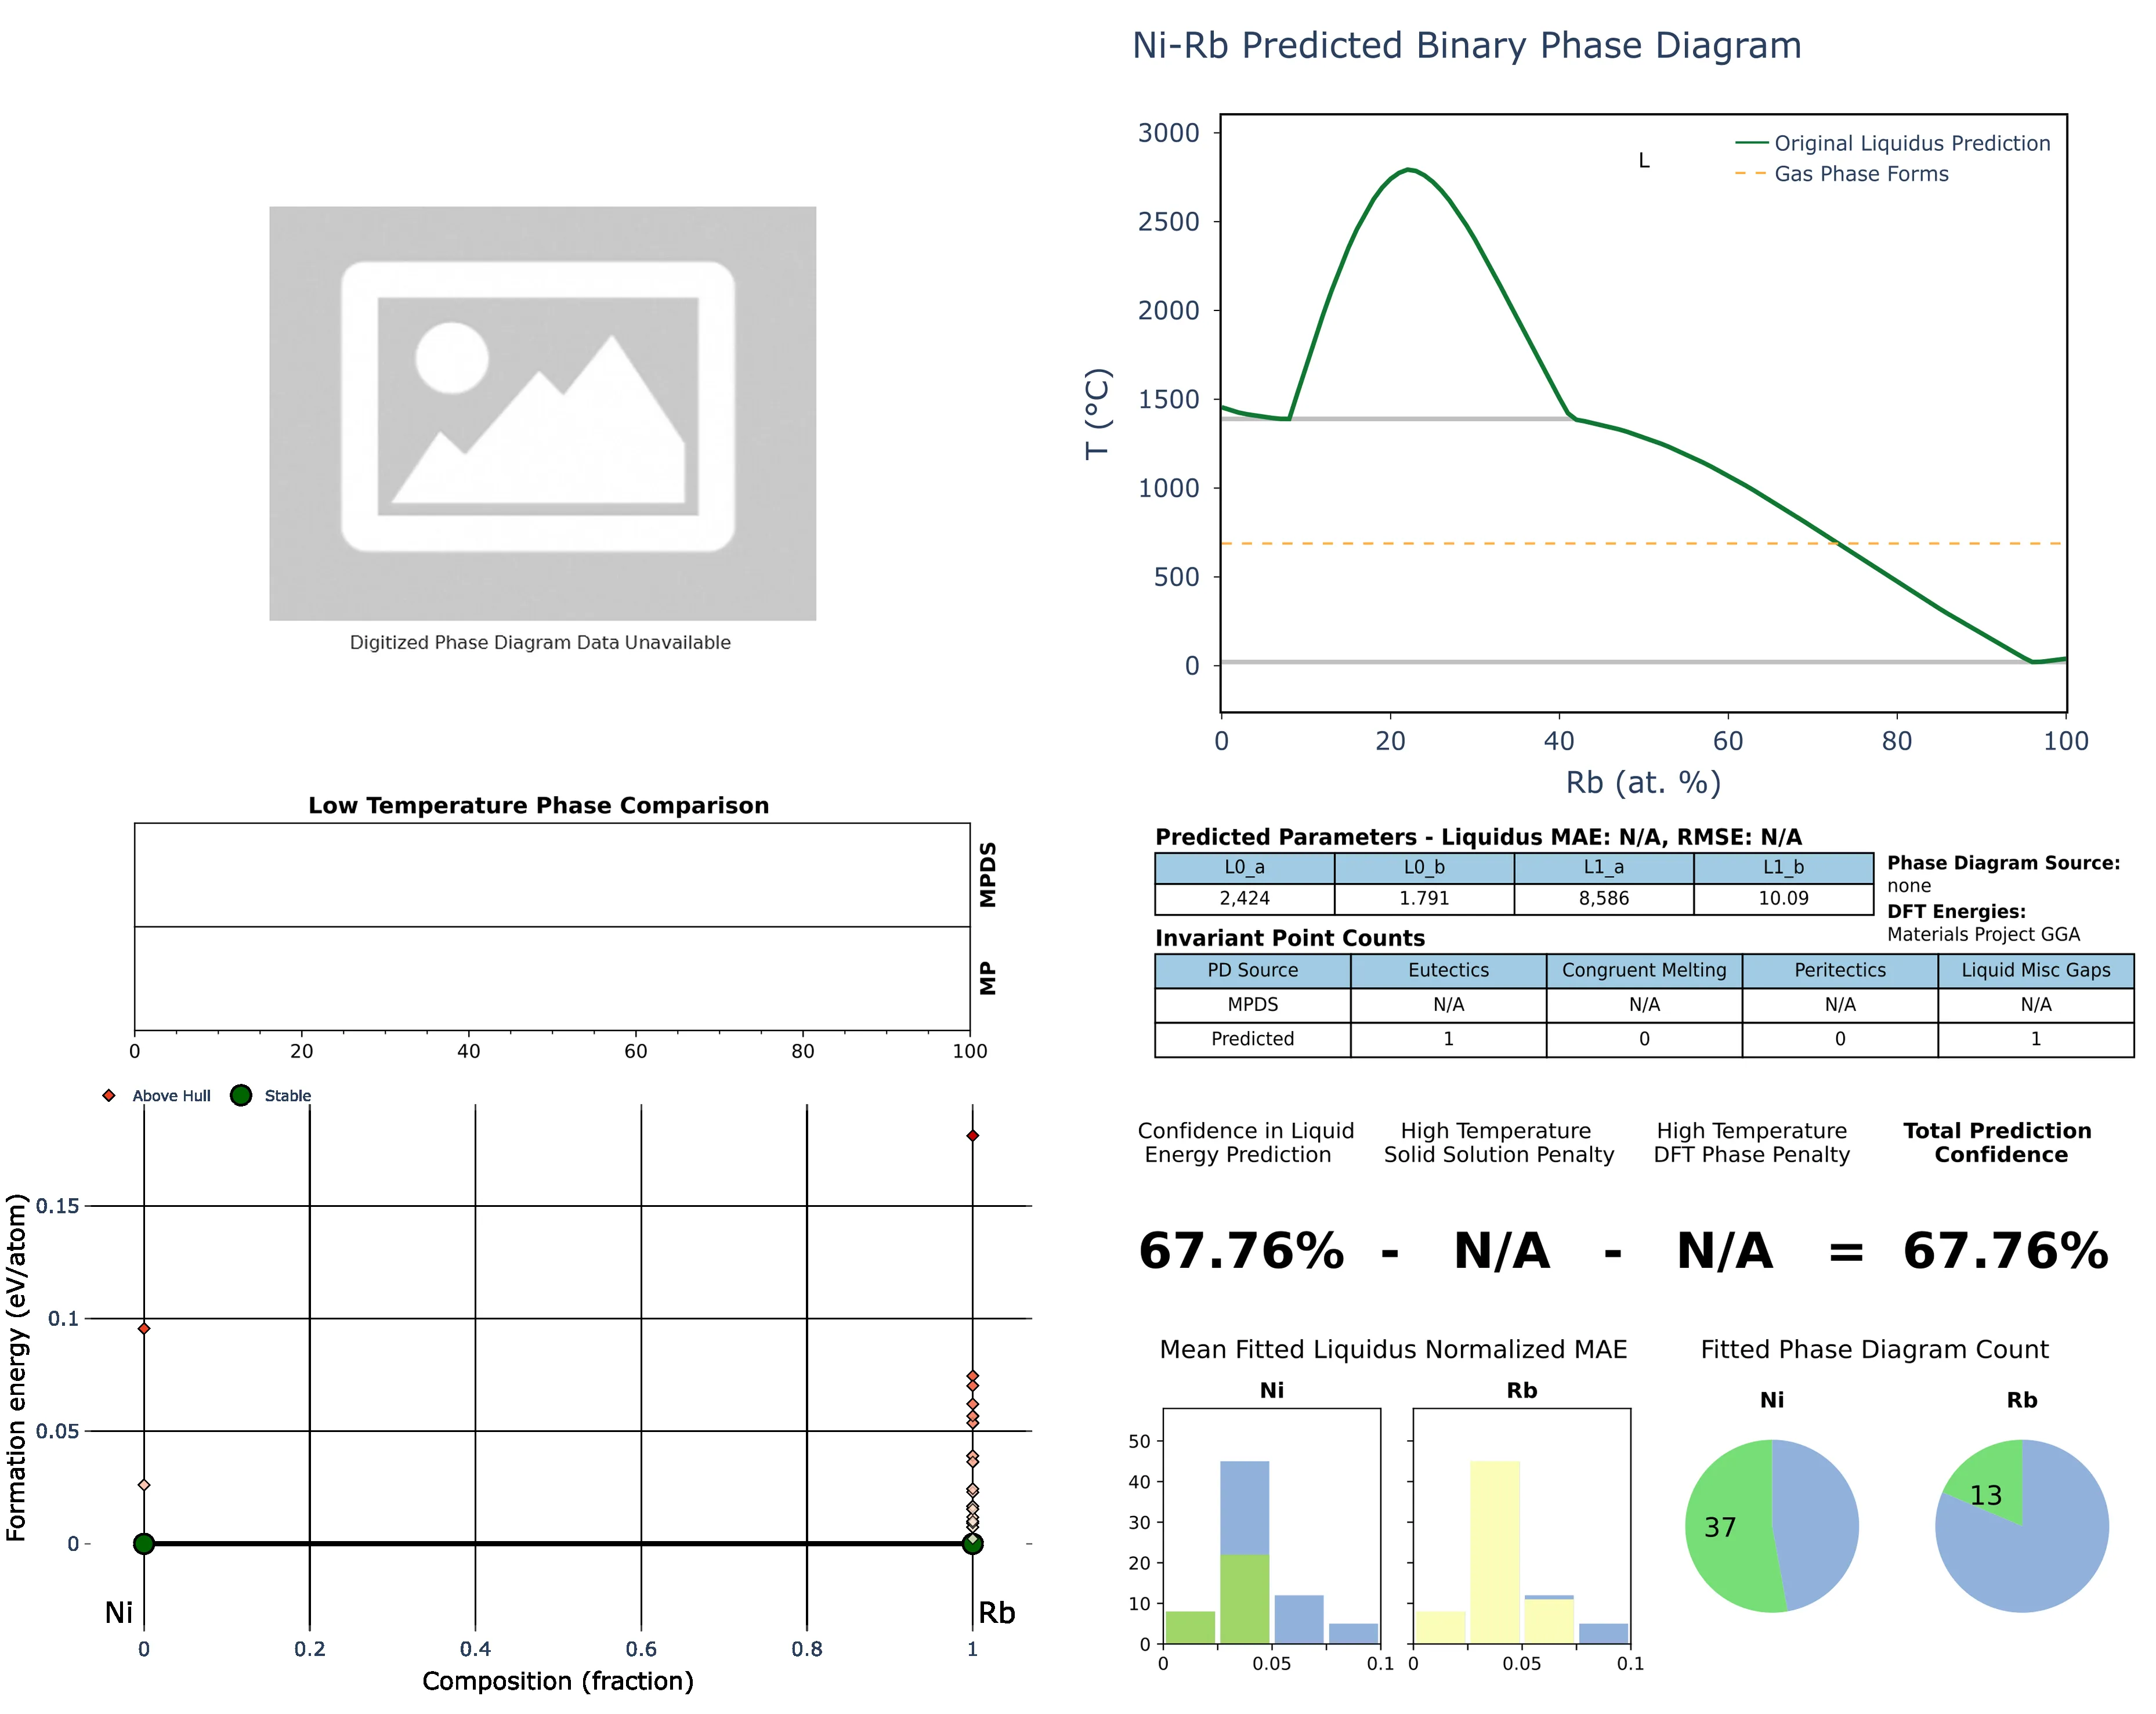 Ni-Rb Predicted Binary Phase Diagram
3000
2500
2000
1500
1000
500
0
T (°C)
L
Original Liquidus Prediction
Gas Phase Forms
0 20 40 60 80 100
Rb (at. %)
Digitized Phase Diagram Data Unavailable
Low Temperature Phase Comparison
MPDS
MP
0 20 40 60 80 100
Predicted Parameters - Liquidus MAE: N/A, RMSE: N/A
L0_a L0_b L1_a L1_b
2,424 1.791 8,586 10.09
Phase Diagram Source:
none
DFT Energies:
Materials Project GGA
Invariant Point Counts
PD Source Eutectics Congruent Melting Peritectics Liquid Misc Gaps
MPDS N/A N/A N/A N/A
Predicted 1 0 0 1
Above Hull Stable
Formation energy (eV/atom)
0.15
0.1
0.05
0
Ni Rb
0 0.2 0.4 0.6 0.8 1
Composition (fraction)
Confidence in Liquid
Energy Prediction
High Temperature
Solid Solution Penalty
High Temperature
DFT Phase Penalty
Total Prediction
Confidence
67.76% - N/A - N/A = 67.76%
Mean Fitted Liquidus Normalized MAE
Ni Rb
50
40
30
20
10
0
0 0.05 0.1 0 0.05 0.1
Fitted Phase Diagram Count
Ni Rb
37 13